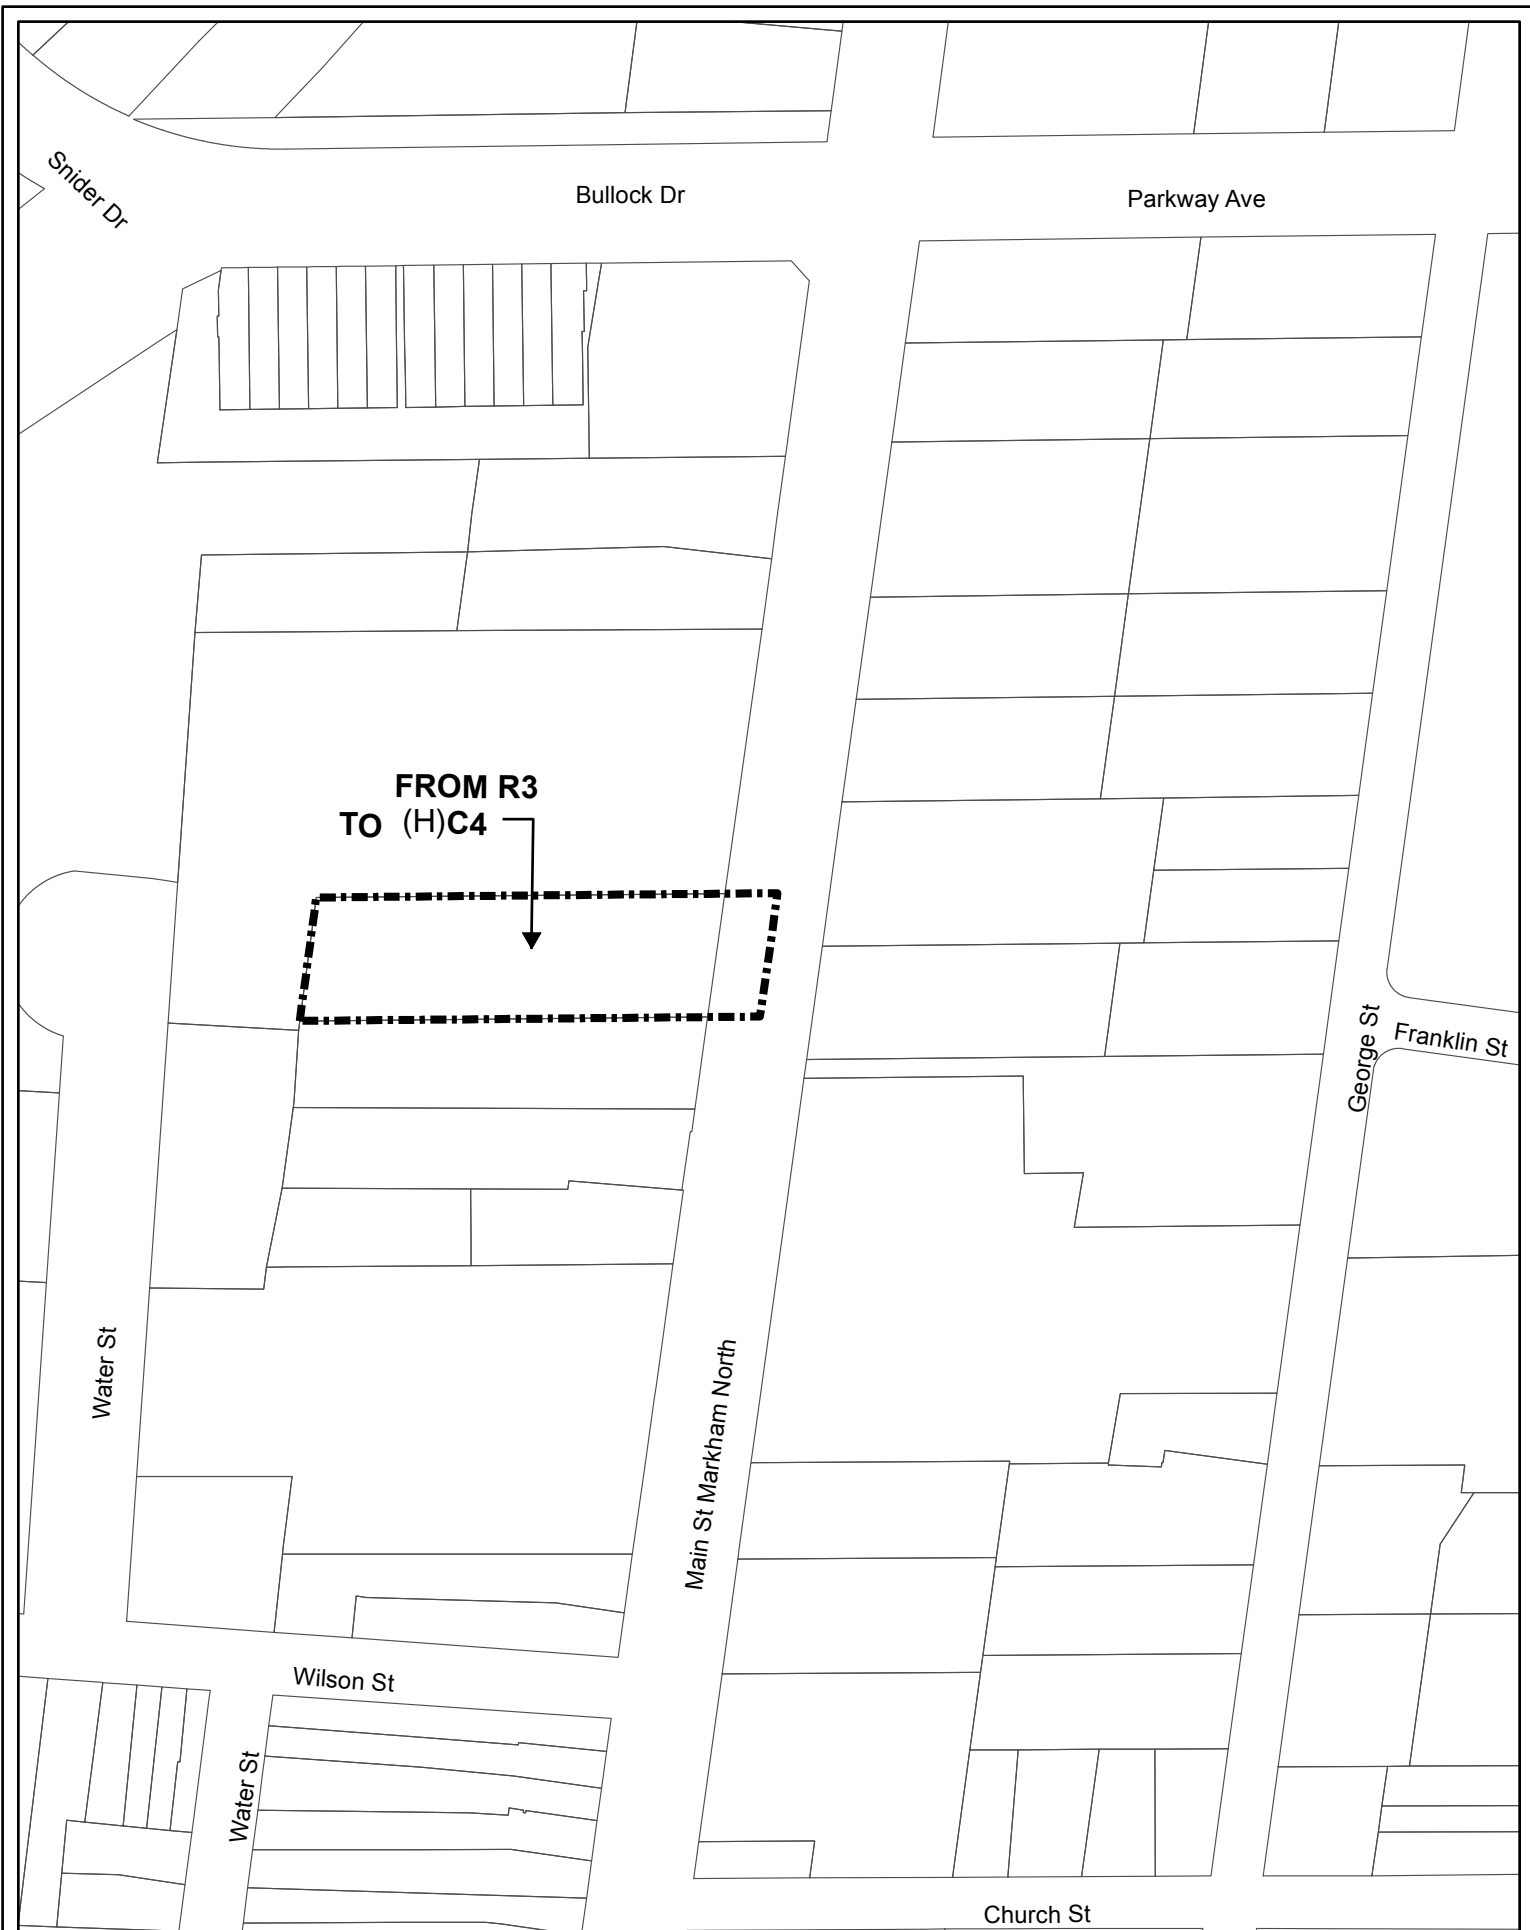 Snider Dr
Bullock Dr
Parkway Ave
FROM R3
TO (H)C4
George St
Franklin St
Water St
Main St Markham North
Wilson St
Water St
Church St